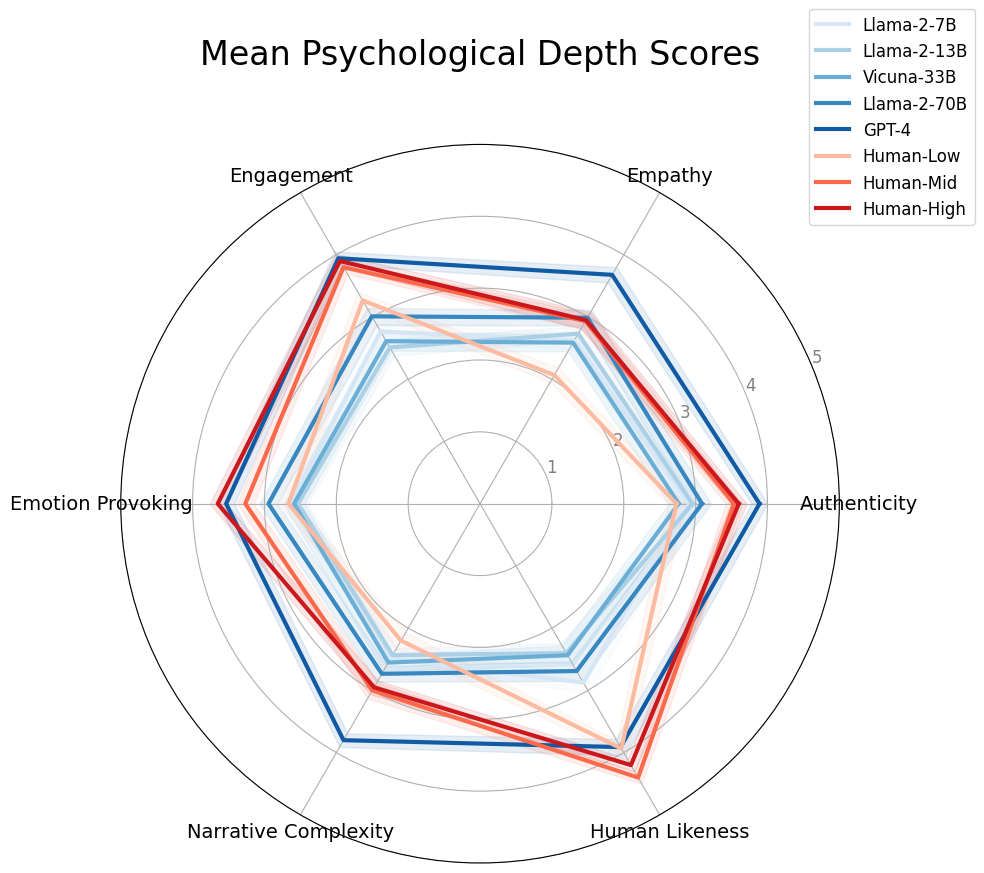 Mean Psychological Depth Scores
Llama-2-7B
Llama-2-13B
Vicuna-33B
Llama-2-70B
GPT-4
Human-Low
Human-Mid
Human-High
Engagement
Empathy
5
4
3
2
1
Emotion Provoking
Authenticity
Narrative Complexity
Human Likeness